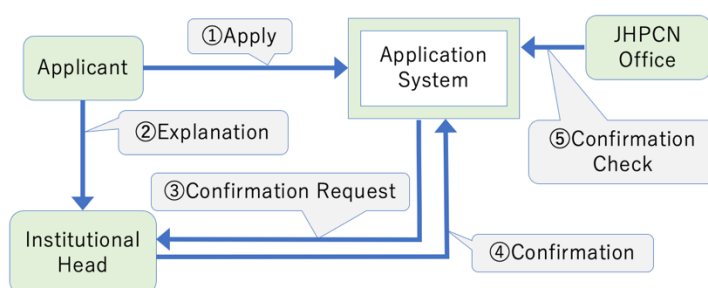 ①Apply
JHPCN
Office
Applicant
Application
System
②Explanation
⑤Confirmation
Check
③Confirmation Request
Institutional
Head
④Confirmation